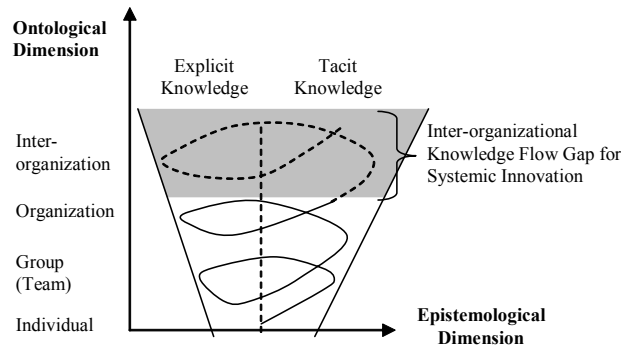 Ontological
Dimension
Explicit
Knowledge
Tacit
Knowledge
Inter-
organization
Inter-organizational
Knowledge Flow Gap for
Systemic Innovation
Organization
Group
(Team)
Individual
Epistemological
Dimension